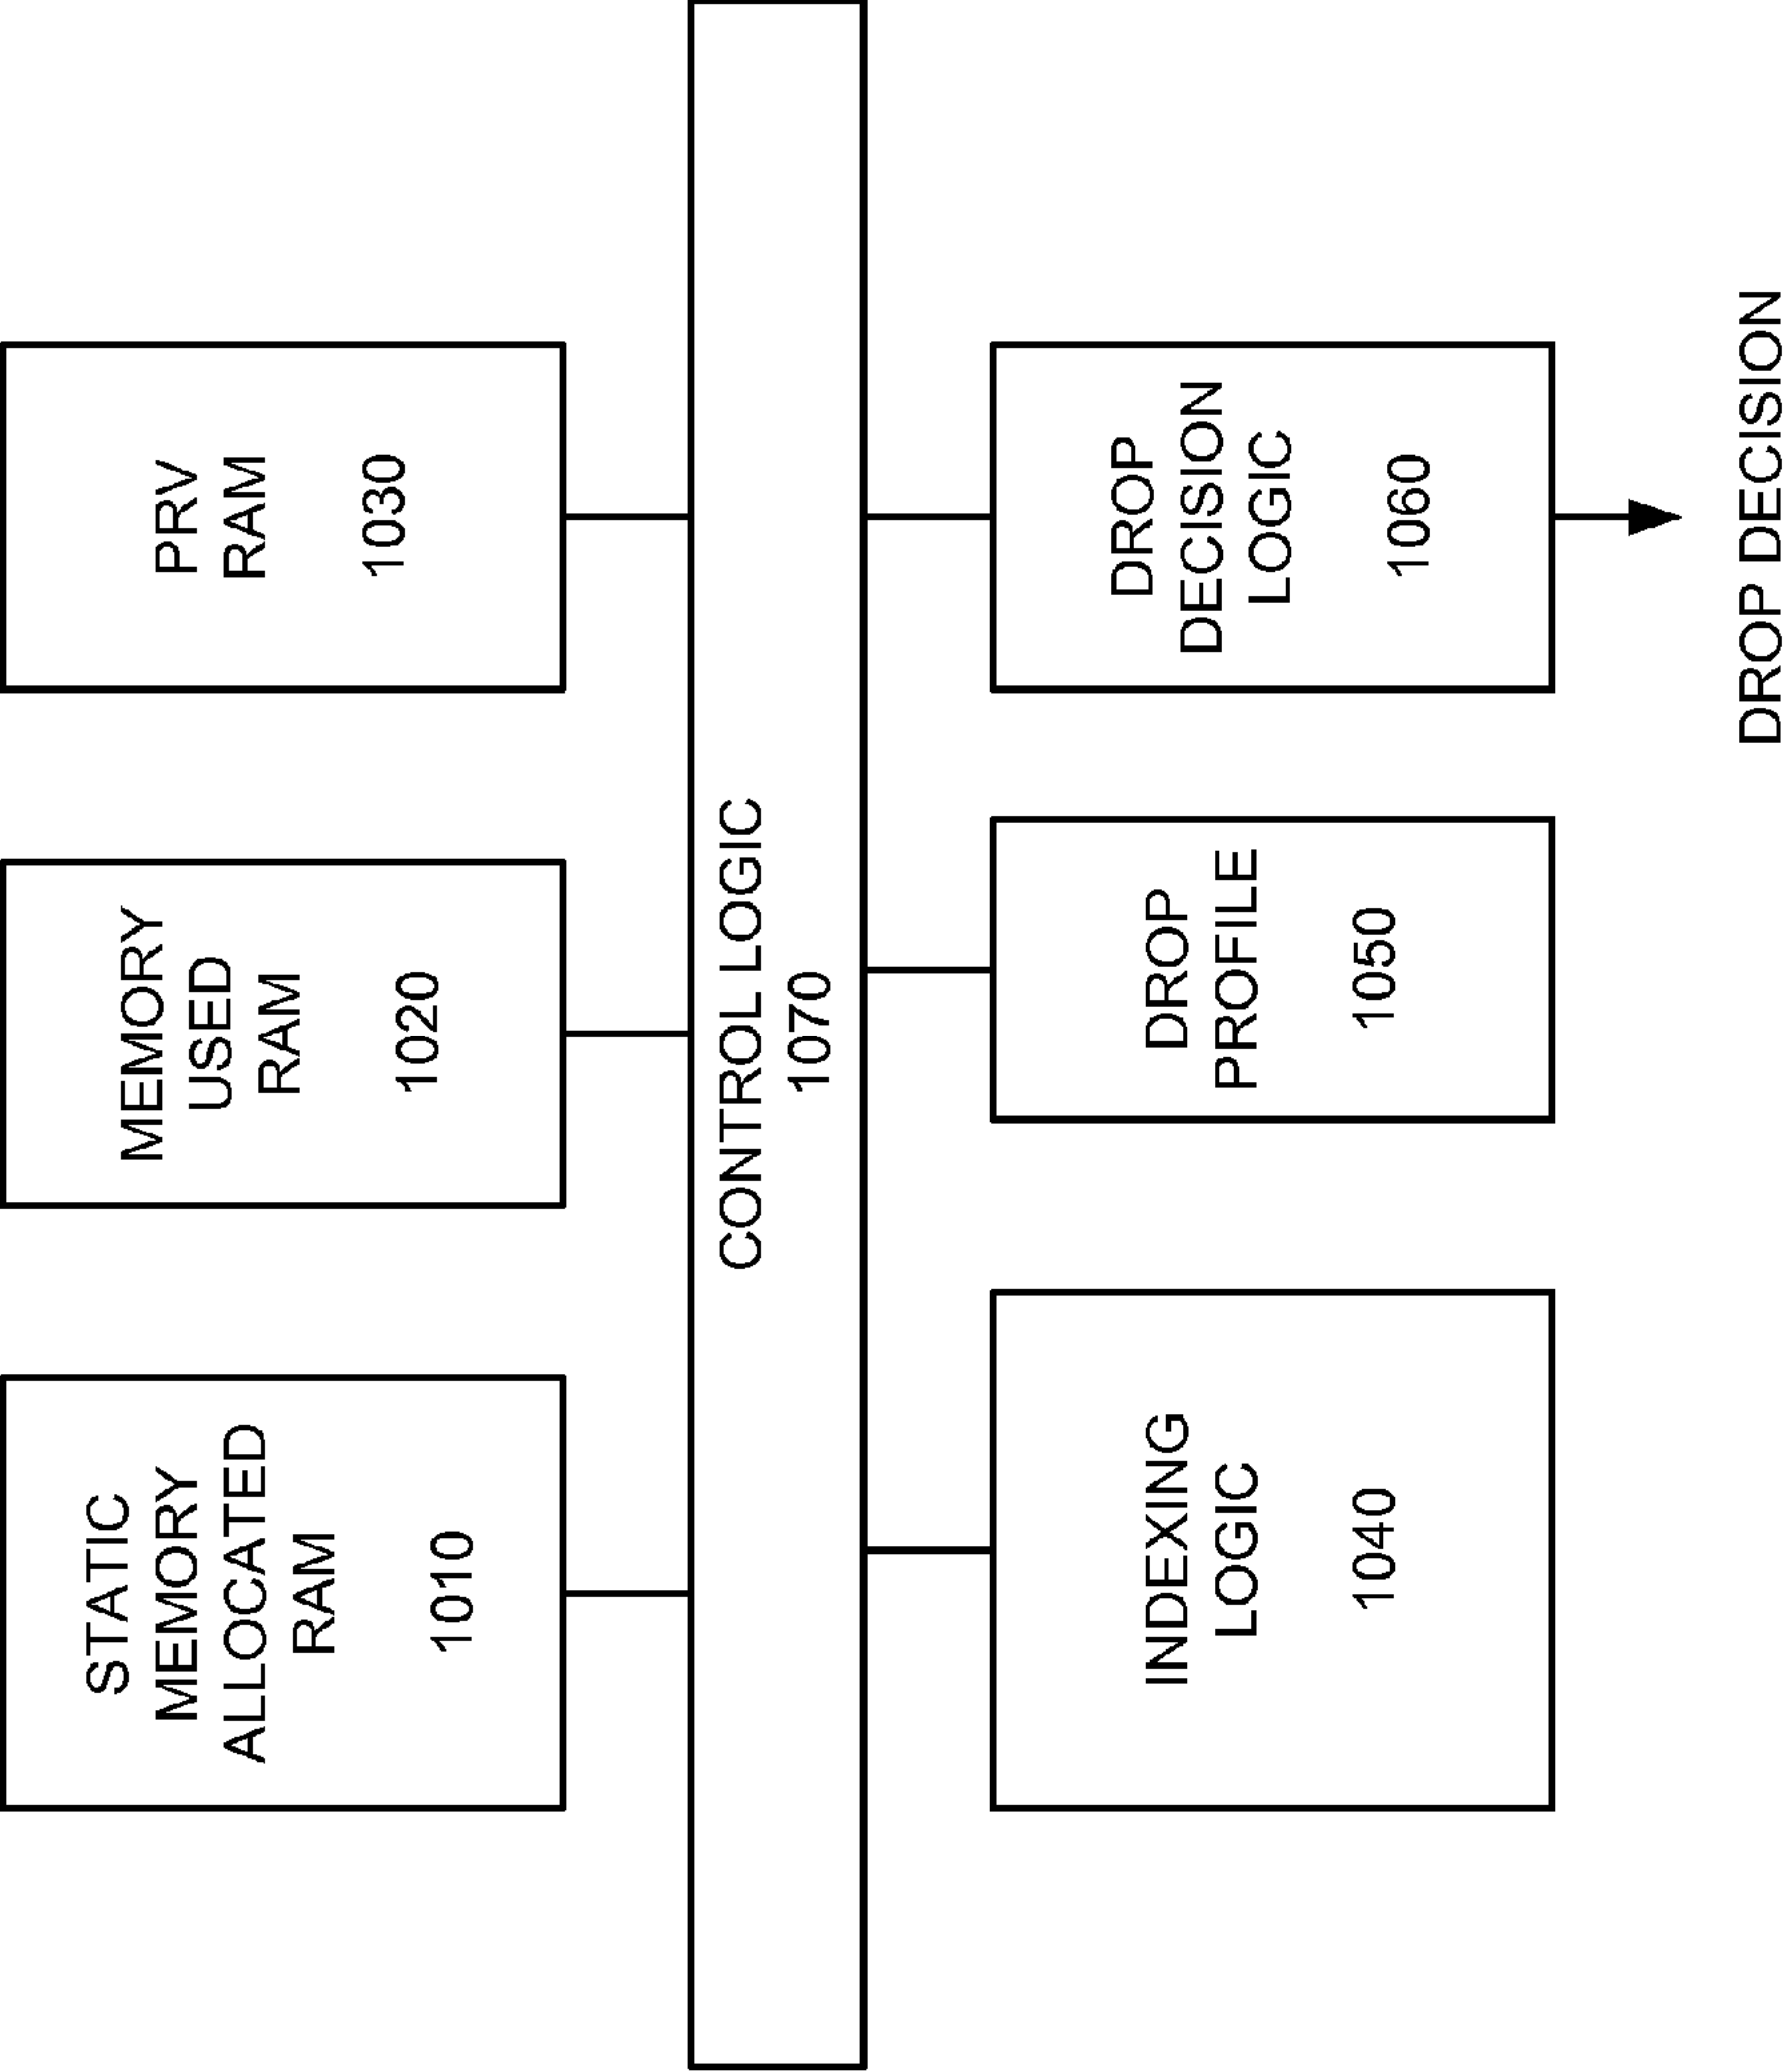 STATIC
MEMORY
ALLOCATED
RAM
1010
MEMORY
USED
RAM
1020
PRV
RAM
1030
CONTROL LOGIC
1070
INDEXING
LOGIC
1040
DROP
PROFILE
1050
DROP
DECISION
LOGIC
1060
DROP DECISION